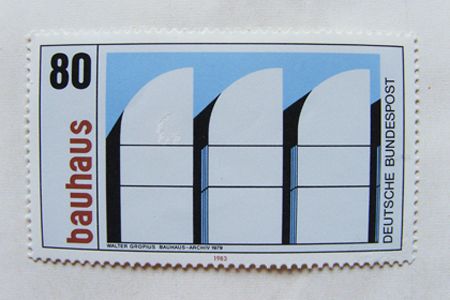 80
bauhaus
DEUTSCHE BUNDESPOST
WALTER GROPIUS BAUHAUS-ARCHIV 1979
1983